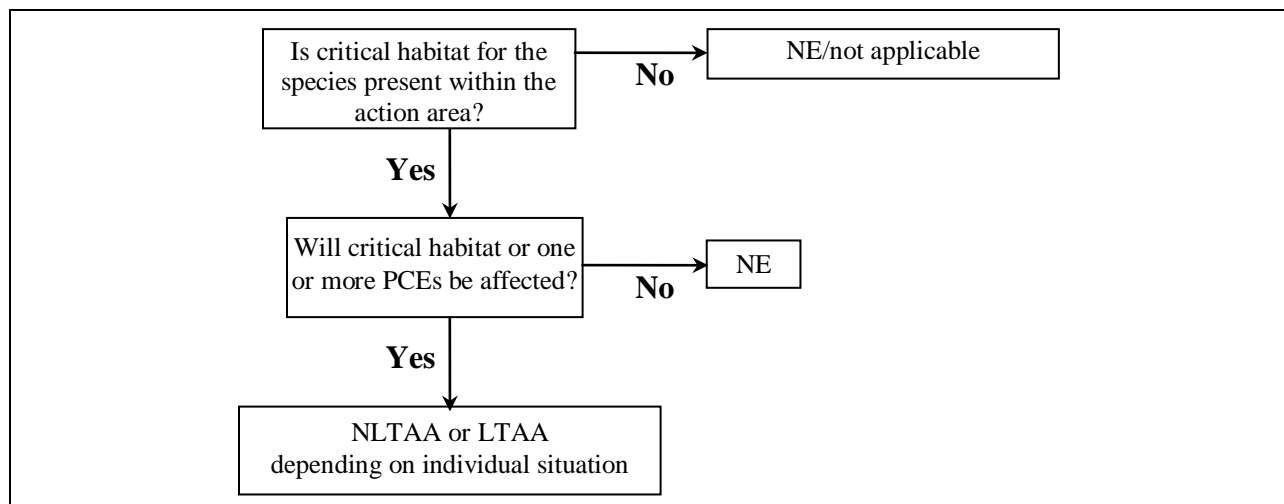 Is critical habitat for the
species present within the
action area?
No
NE/not applicable
Yes
Will critical habitat or one
or more PCEs be affected?
No
NE
Yes
NLTAA or LTAA
depending on individual situation